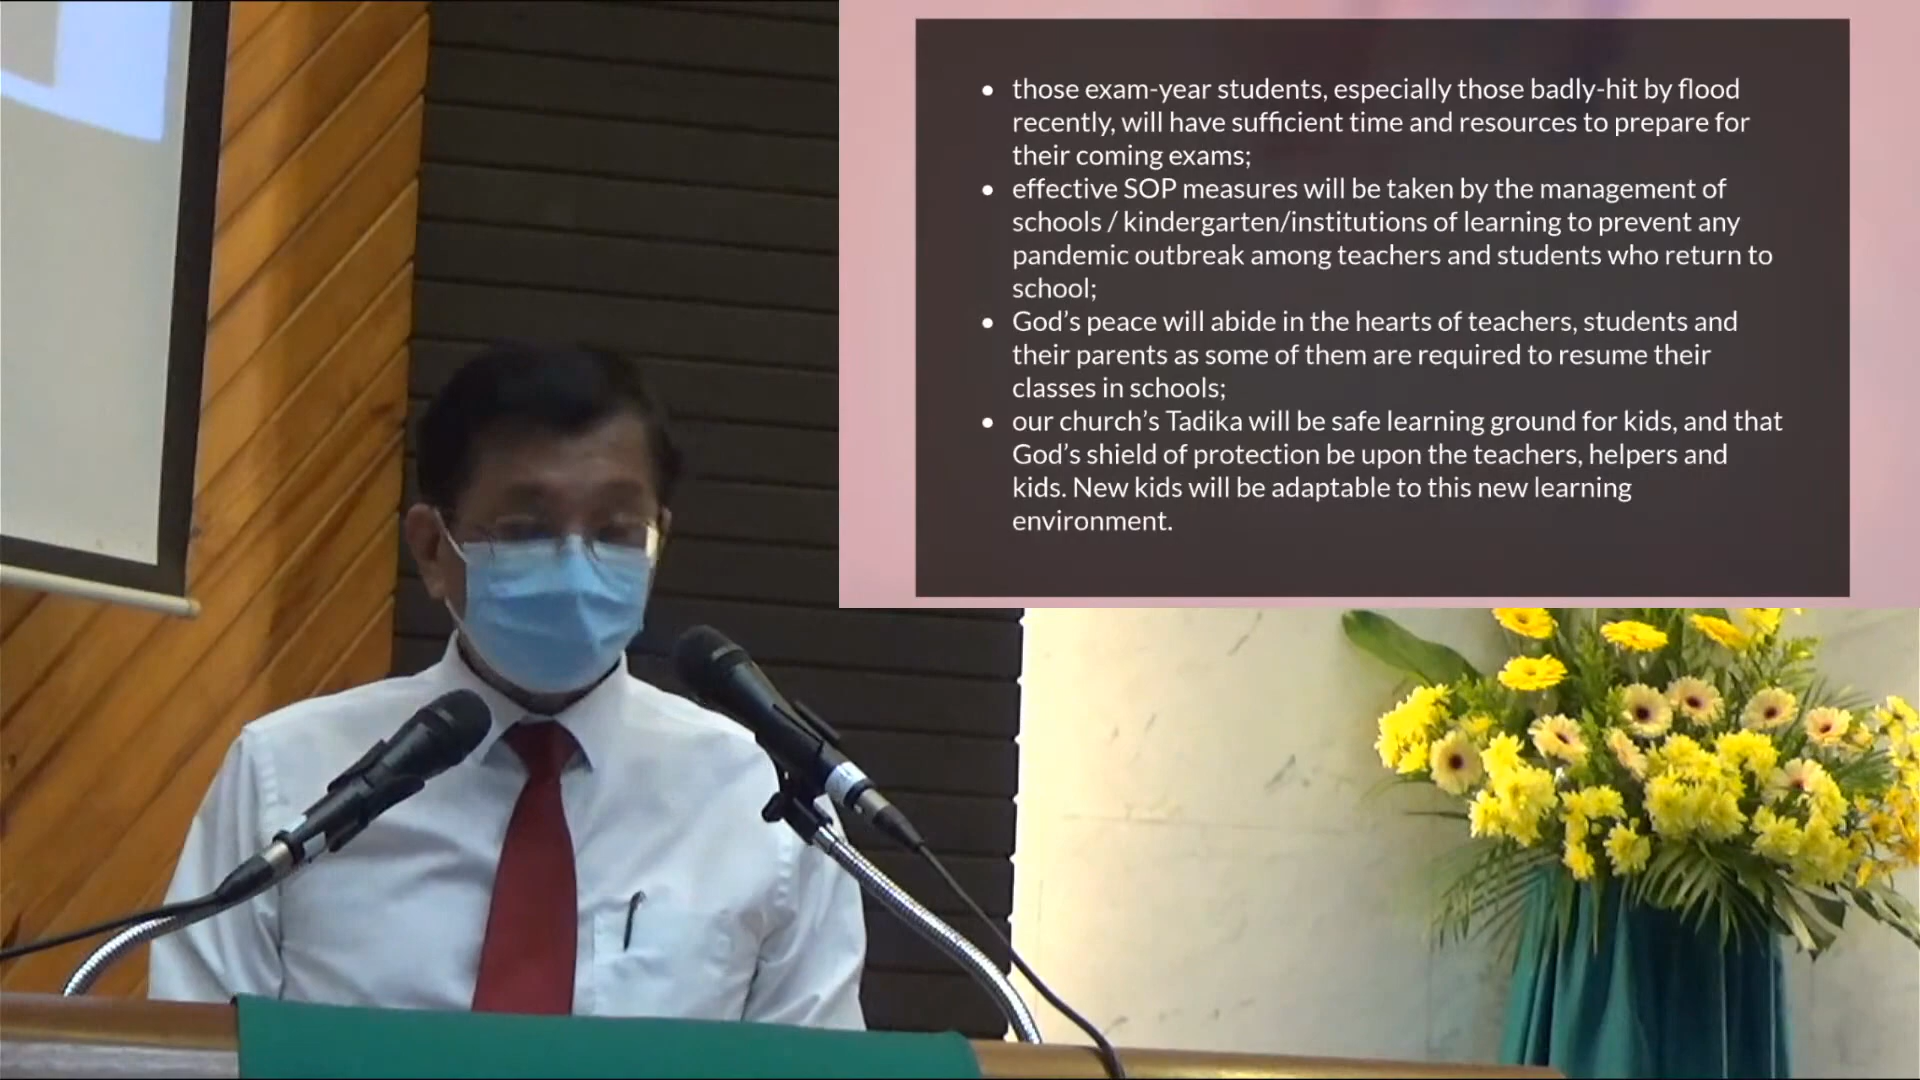 • those exam-year students, especially those badly-hit by flood
recently, will have sufficient time and resources to prepare for
their coming exams;
• effective SOP measures will be taken by the management of
schools / kindergarten/institutions of learning to prevent any
pandemic outbreak among teachers and students who return to
school;
• God’s peace will abide in the hearts of teachers, students and
their parents as some of them are required to resume their
classes in schools;
• our church’s Tadika will be safe learning ground for kids, and that
God’s shield of protection be upon the teachers, helpers and
kids. New kids will be adaptable to this new learning
environment.